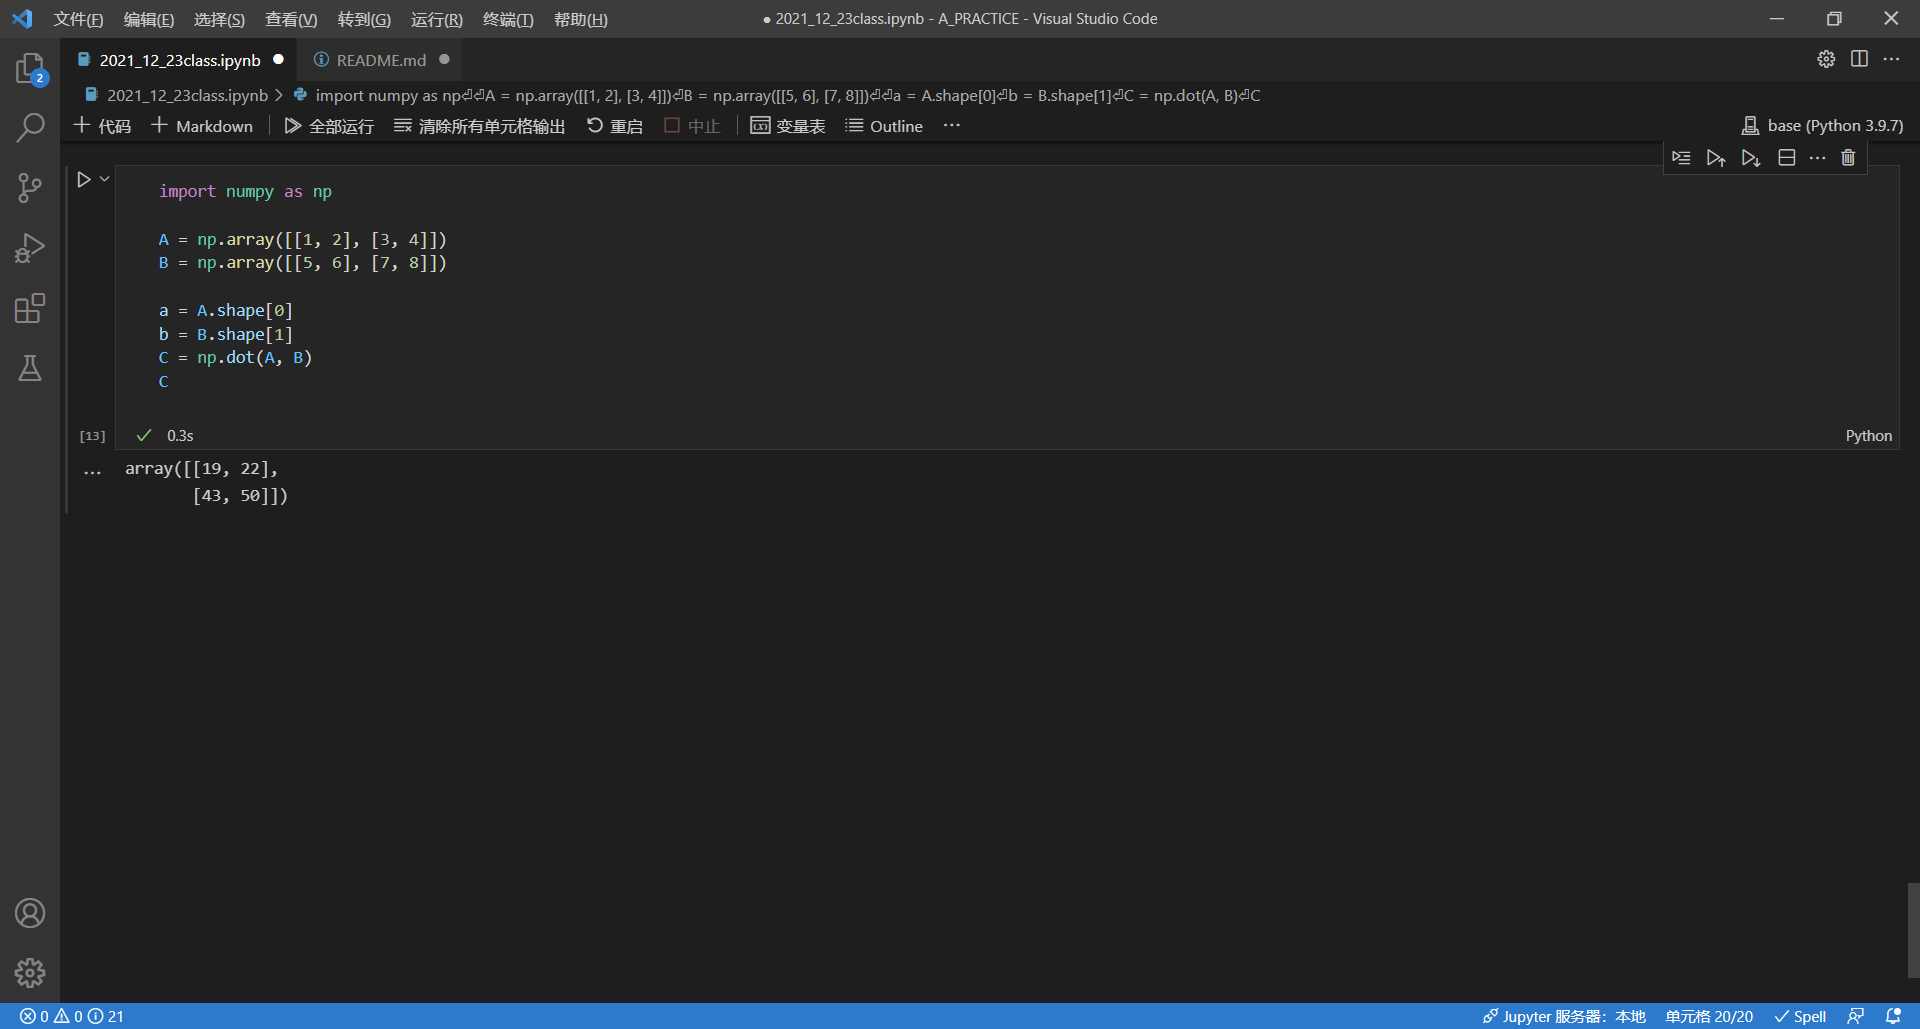 文件(F) 编辑(E) 选择(S) 查看(V) 转到(G) 运行(R) 终端(T) 帮助(H) ● 2021_12_23class.ipynb - A_PRACTICE - Visual Studio Code
2021_12_23class.ipynb ● README.md ●
2021_12_23class.ipynb > import numpy as np⏎⏎A = np.array([[1, 2], [3, 4]])⏎B = np.array([[5, 6], [7, 8]])⏎⏎a = A.shape[0]⏎b = B.shape[1]⏎C = np.dot(A, B)⏎C
代码 Markdown 全部运行 清除所有单元格输出 重启 中止 变量表 Outline ··· base (Python 3.9.7)
2
import numpy as np
A = np.array([[1, 2], [3, 4]])
B = np.array([[5, 6], [7, 8]])
a = A.shape[0]
b = B.shape[1]
C = np.dot(A, B)
C
[13] 0.3s Python
... array([[19, 22],
[43, 50]])
0 0 21 Jupyter 服务器: 本地 单元格 20/20 Spell